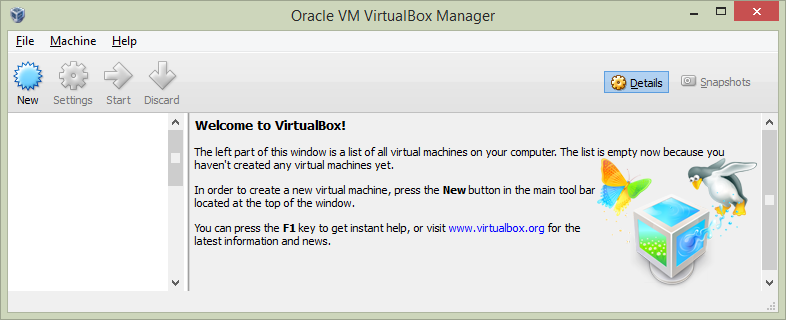 Oracle VM VirtualBox Manager
File Machine Help
New Settings Start Discard
Details Snapshots
Welcome to VirtualBox!
The left part of this window is a list of all virtual machines on your computer. The list is empty now because you
haven't created any virtual machines yet.
In order to create a new virtual machine, press the New button in the main tool bar
located at the top of the window.
You can press the F1 key to get instant help, or visit www.virtualbox.org for the
latest information and news.